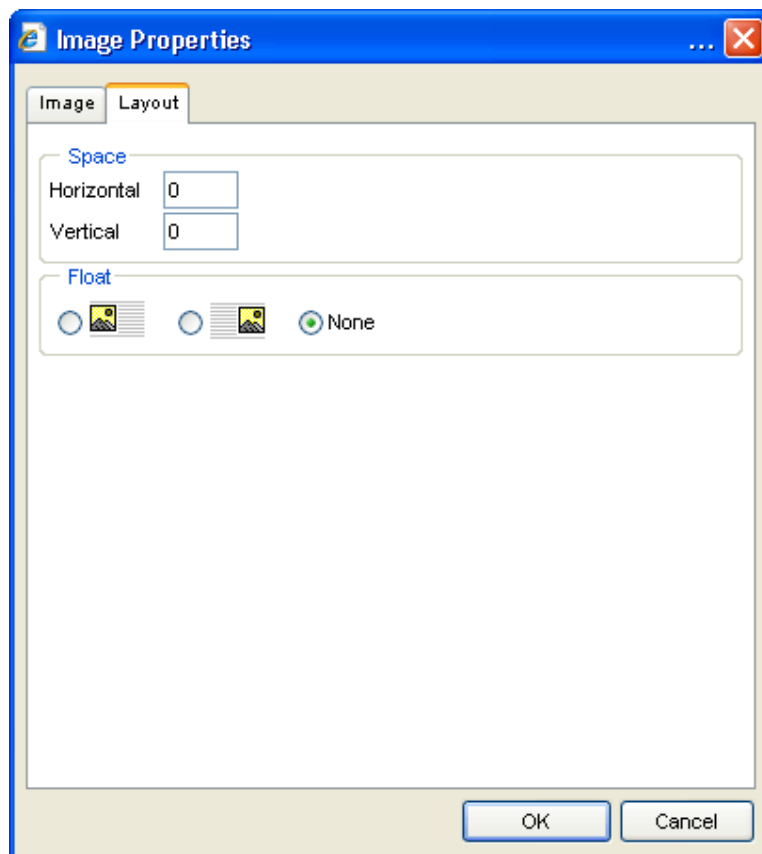 Image Properties ...
Image Layout
Space
Horizontal 0
Vertical 0
Float
None
OK Cancel